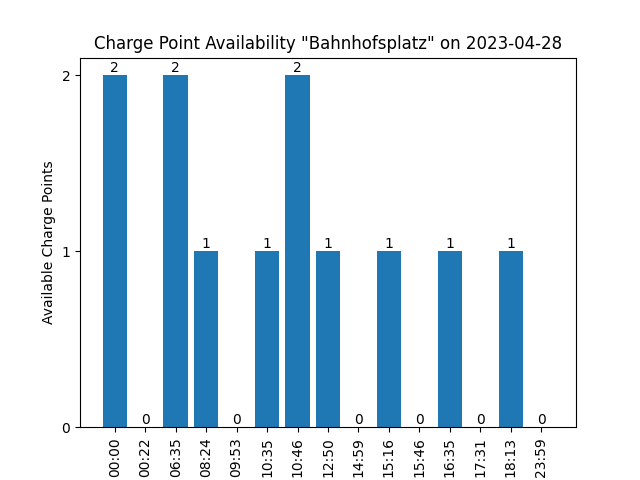 Charge Point Availability "Bahnhofsplatz" on 2023-04-28
Available Charge Points
2
1
0
2 0 2 1 0 1 2 1 0 1 0 1 0 1 0
00:00 00:22 06:35 08:24 09:53 10:35 10:46 12:50 14:59 15:16 15:46 16:35 17:31 18:13 23:59